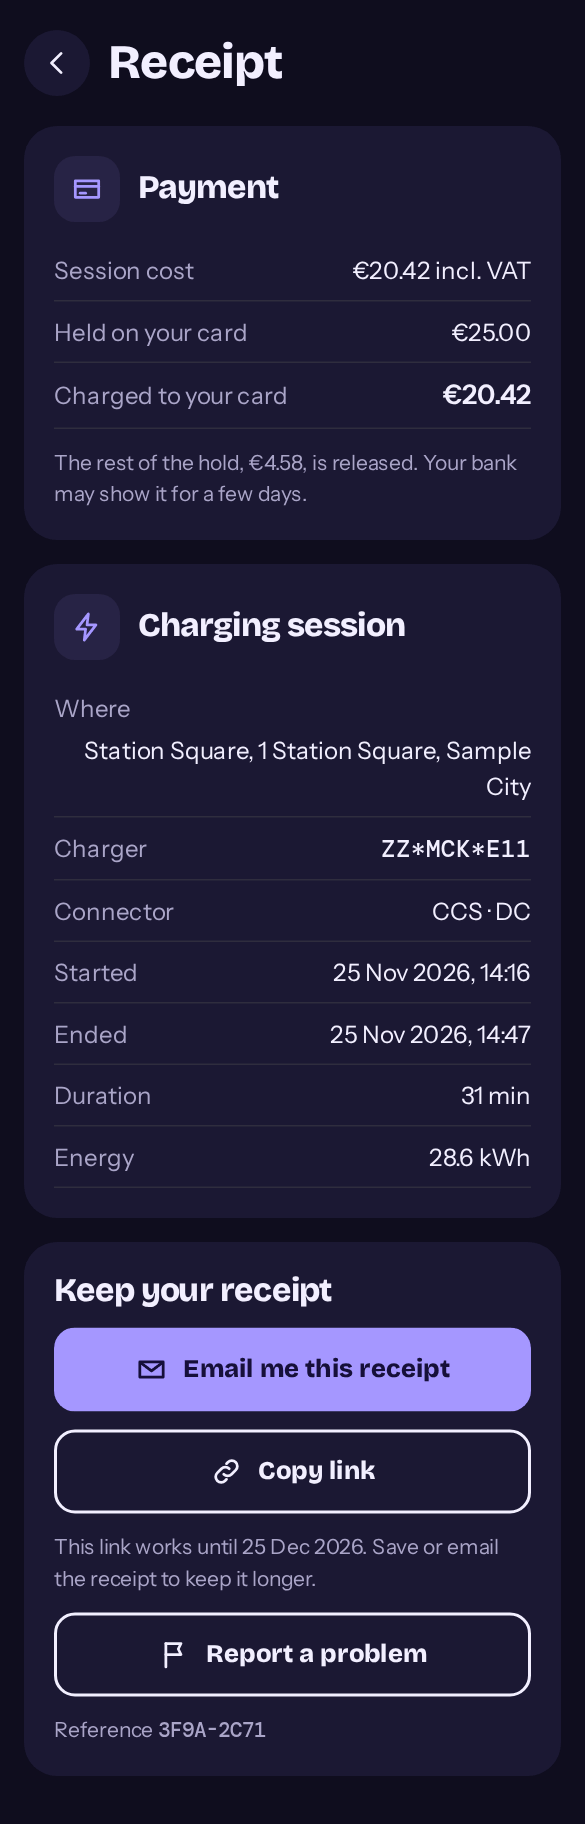 Receipt
Payment
Session cost €20.42 incl. VAT
Held on your card €25.00
Charged to your card €20.42
The rest of the hold, €4.58, is released. Your bank
may show it for a few days.
Charging session
Where
Station Square, 1 Station Square, Sample
City
Charger ZZ*MCK*E11
Connector CCS · DC
Started 25 Nov 2026, 14:16
Ended 25 Nov 2026, 14:47
Duration 31 min
Energy 28.6 kWh
Keep your receipt
Email me this receipt
Copy link
This link works until 25 Dec 2026. Save or email
the receipt to keep it longer.
Report a problem
Reference 3F9A-2C71